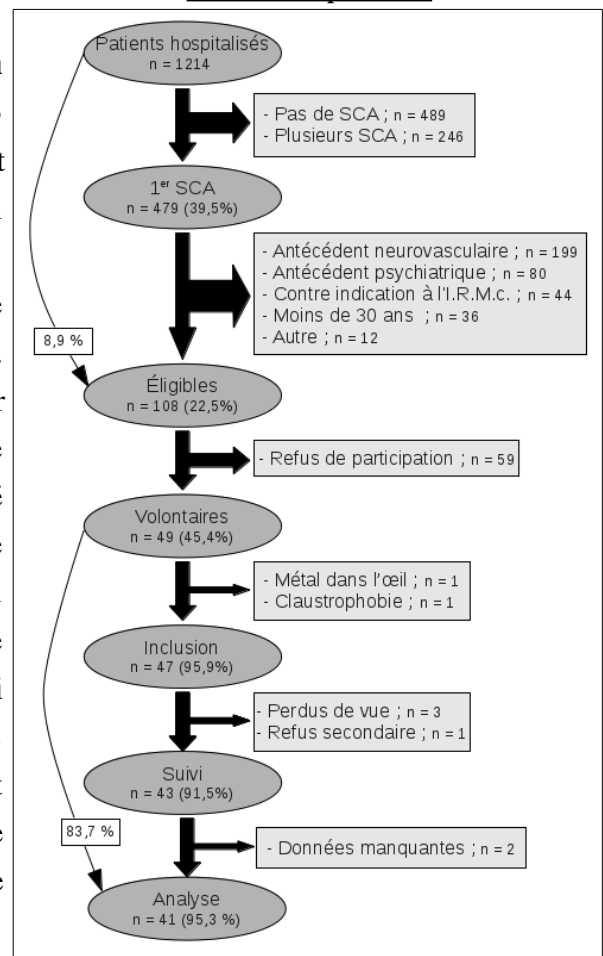 Patients hospitalisés
n = 1214
- Pas de SCA ; n = 489
- Plusieurs SCA ; n = 246
1er SCA
n = 479 (39,5%)
- Antécédent neurovasculaire ; n = 199
- Antécédent psychiatrique ; n = 80
- Contre indication à l'I.R.M.c. ; n = 44
- Moins de 30 ans ; n = 36
- Autre ; n = 12
8,9 %
Éligibles
n = 108 (22,5%)
- Refus de participation ; n = 59
Volontaires
n = 49 (45,4%)
- Métal dans l'œil ; n = 1
- Claustrophobie ; n = 1
Inclusion
n = 47 (95,9%)
- Perdus de vue ; n = 3
- Refus secondaire ; n = 1
Suivi
n = 43 (91,5%)
83,7 %
- Données manquantes ; n = 2
Analyse
n = 41 (95,3 %)